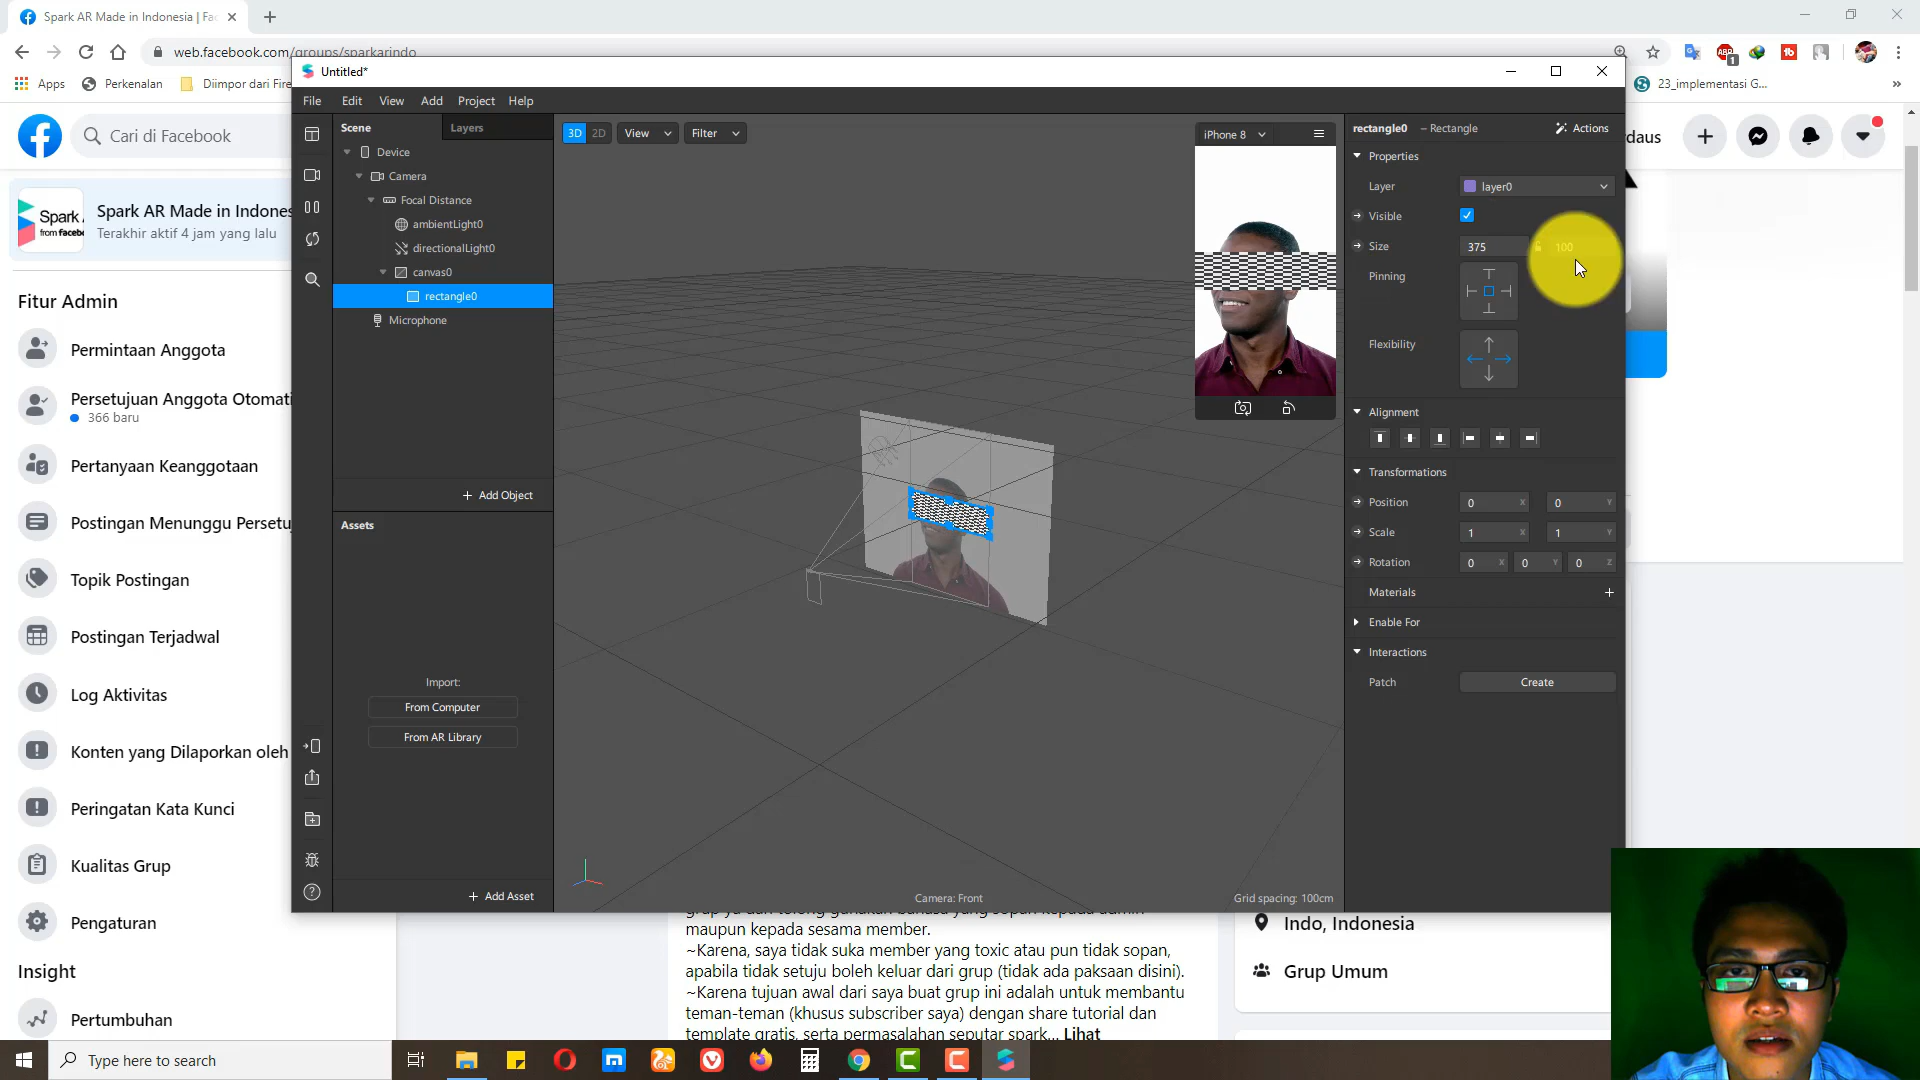 Spark AR Made in Indonesia | Fac
web.facebook.com/groups/sparkarindo
Apps
Perkenalan
Diimpor dari Fire
23_implementasi G...
»
Cari di Facebook
daus
Spark AR Made in Indones
Terakhir aktif 4 jam yang lalu
Spark
from faceb
Fitur Admin
Permintaan Anggota
Persetujuan Anggota Otomati
366 baru
Pertanyaan Keanggotaan
Postingan Menunggu Persetu
Topik Postingan
Postingan Terjadwal
Log Aktivitas
Konten yang Dilaporkan oleh
Peringatan Kata Kunci
Kualitas Grup
Pengaturan
Insight
Pertumbuhan
Untitled*
File Edit View Add Project Help
Scene
Layers
Device
Camera
Focal Distance
ambientLight0
directionalLight0
canvas0
rectangle0
Microphone
+ Add Object
Assets
Import:
From Computer
From AR Library
+ Add Asset
3D 2D
View
Filter
iPhone 8
Camera: Front
Grid spacing: 100cm
rectangle0 – Rectangle
Actions
Properties
Layer layer0
Visible
Size 375 100
Pinning
Flexibility
Alignment
Transformations
Position 0 X 0 Y
Scale 1 X 1 Y
Rotation 0 X 0 Y 0 Z
Materials +
Enable For
Interactions
Patch Create
maupun kepada sesama member.
~Karena, saya tidak suka member yang toxic atau pun tidak sopan,
apabila tidak setuju boleh keluar dari grup (tidak ada paksaan disini).
~Karena tujuan awal dari saya buat grup ini adalah untuk membantu
teman-teman (khusus subscriber saya) dengan share tutorial dan
template gratis, serta permasalahan seputar spark... Lihat
Indo, Indonesia
Grup Umum
Type here to search